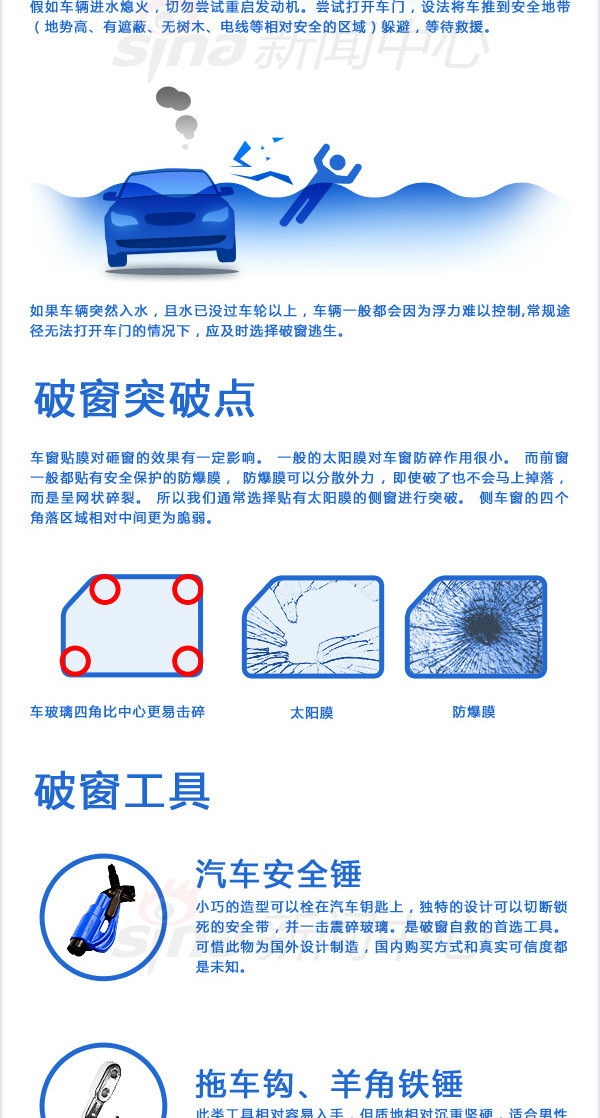 假如车辆进水熄火，切勿尝试重启发动机。尝试打开车门，设法将车推到安全地带
（地势高、有遮蔽、无树木、电线等相对安全的区域）躲避，等待救援。
sina 新闻中心
如果车辆突然入水，且水已没过车轮以上，车辆一般都会因为浮力难以控制,常规途
径无法打开车门的情况下，应及时选择破窗逃生。
破窗突破点
车窗贴膜对砸窗的效果有一定影响。 一般的太阳膜对车窗防碎作用很小。 而前窗
一般都贴有安全保护的防爆膜， 防爆膜可以分散外力，即使破了也不会马上掉落，
而是呈网状碎裂。 所以我们通常选择贴有太阳膜的侧窗进行突破。 侧车窗的四个
角落区域相对中间更为脆弱。
车玻璃四角比中心更易击碎
太阳膜
防爆膜
破窗工具
汽车安全锤
小巧的造型可以栓在汽车钥匙上，独特的设计可以切断锁
死的安全带，并一击震碎玻璃。是破窗自救的首选工具。
sina 新闻中心
可惜此物为国外设计制造，国内购买方式和真实可信度都
是未知。
拖车钩、羊角铁锤
此类工具相对容易入手，但质地相对沉重坚硬，适合男性